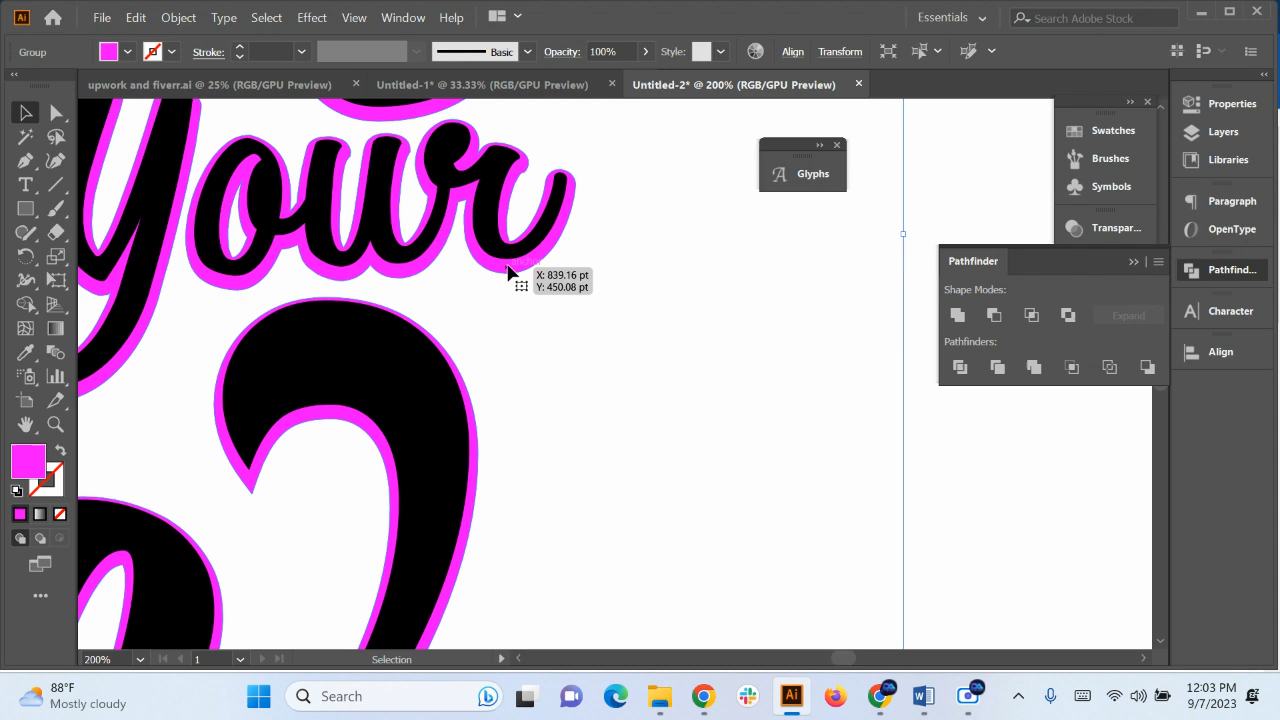 Ai File Edit Object Type Select Effect View Window Help Essentials Search Adobe Stock
Group Stroke: Basic Opacity: 100% Style: Align Transform
upwork and fiverr.ai @ 25% (RGB/GPU Preview) Untitled-1* @ 33.33% (RGB/GPU Preview) Untitled-2* @ 200% (RGB/GPU Preview)
Your
Glyphs
X: 839.16 pt
Y: 450.08 pt
Swatches
Brushes
Symbols
Transpar...
Pathfinder
Shape Modes:
Expand
Pathfinders:
Properties
Layers
Libraries
Paragraph
OpenType
Pathfind...
Character
Align
200% 1 Selection
88°F
Mostly cloudy
Search
Ai
12:03 PM
9/7/2023